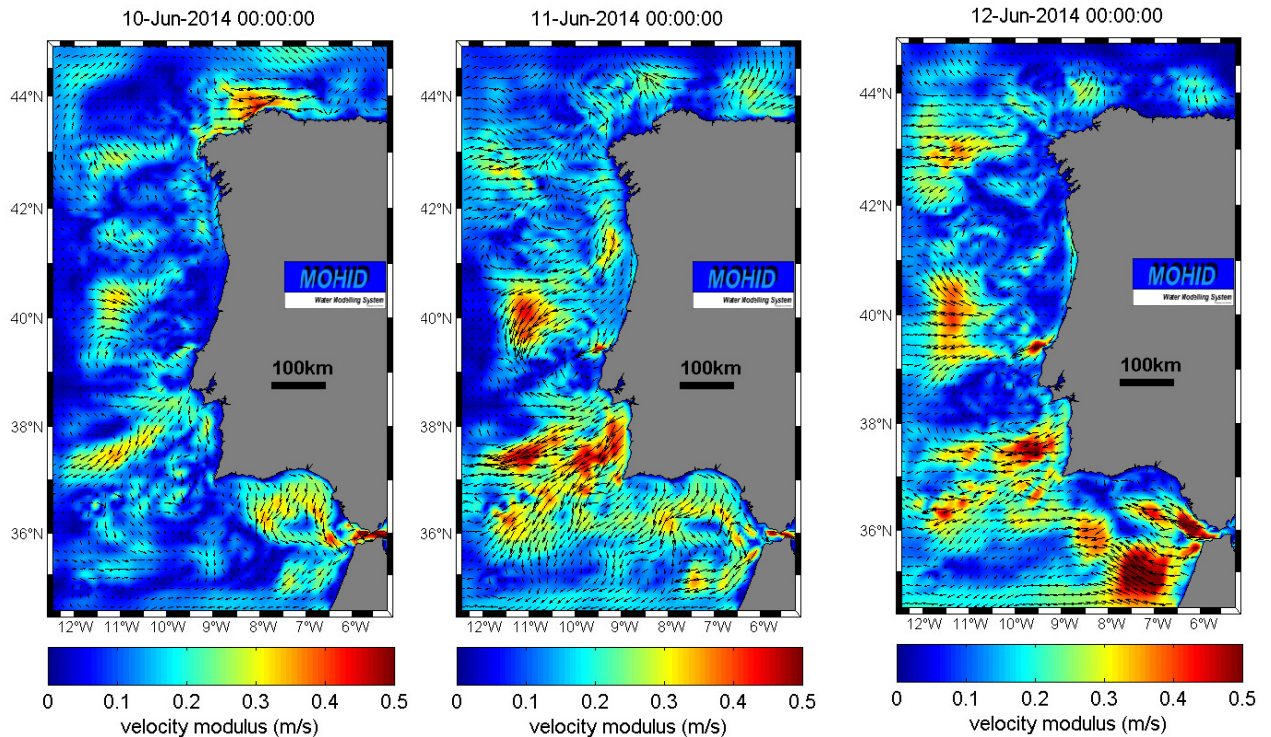 10-Jun-2014 00:00:00
44°N
42°N
40°N
38°N
36°N
12°W 11°W 10°W 9°W 8°W 7°W 6°W
MOHID
Water Modelling System
100km
0 0.1 0.2 0.3 0.4 0.5
velocity modulus (m/s)
11-Jun-2014 00:00:00
44°N
42°N
40°N
38°N
36°N
12°W 11°W 10°W 9°W 8°W 7°W 6°W
MOHID
Water Modelling System
100km
0 0.1 0.2 0.3 0.4 0.5
velocity modulus (m/s)
12-Jun-2014 00:00:00
44°N
42°N
40°N
38°N
36°N
12°W 11°W 10°W 9°W 8°W 7°W 6°W
MOHID
Water Modelling System
100km
0 0.1 0.2 0.3 0.4 0.5
velocity modulus (m/s)